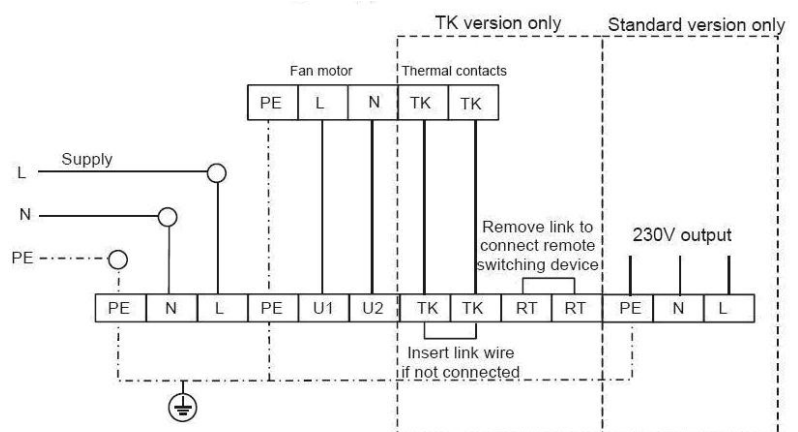 TK version only
Standard version only
Fan motor
Thermal contacts
PE L N TK TK
Supply
L
N
PE
Remove link to
connect remote
switching device
230V output
PE N L PE U1 U2 TK TK RT RT PE N L
Insert link wire
if not connected